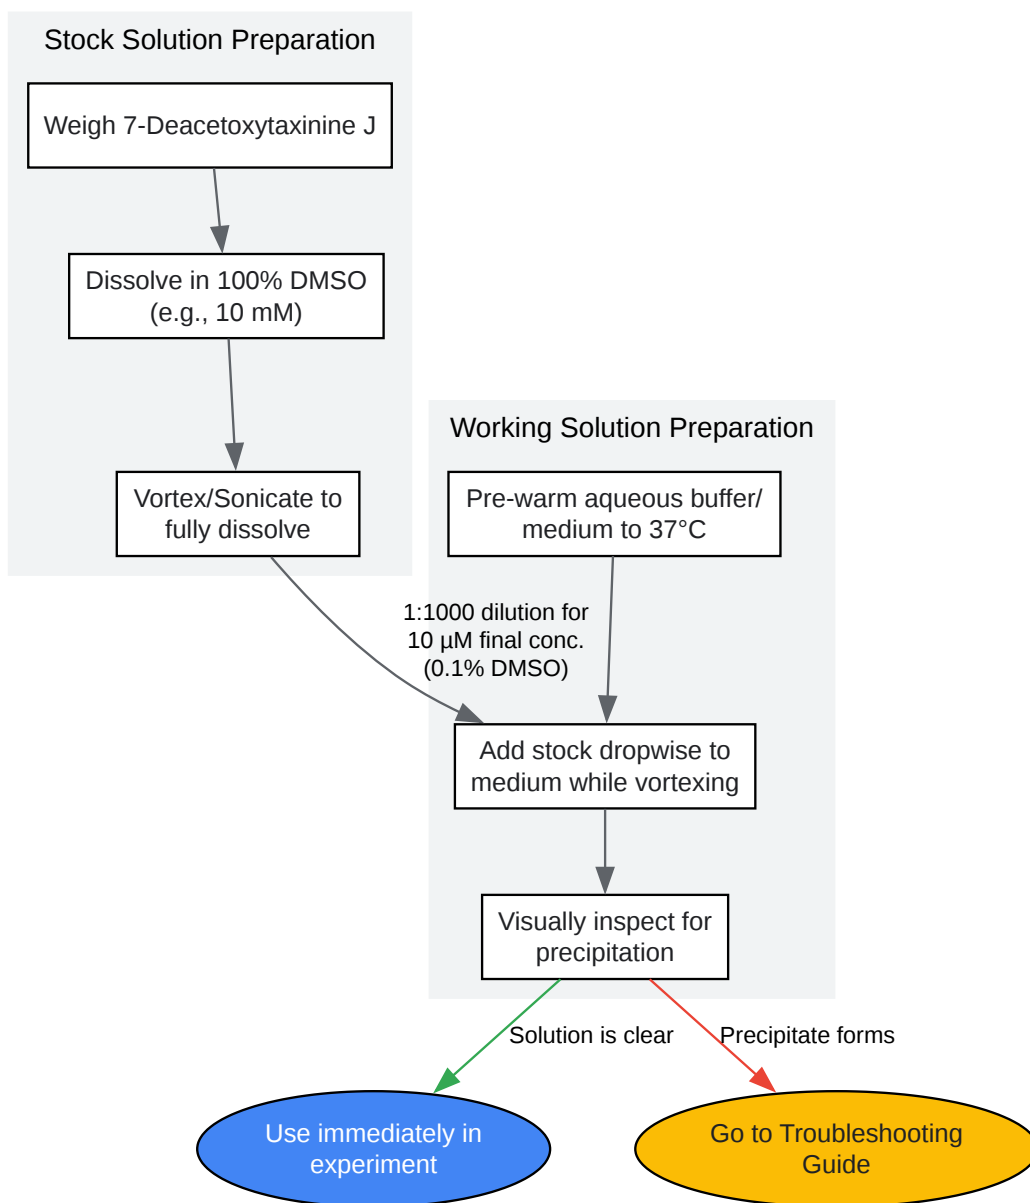 Stock Solution Preparation
Weigh 7-Deacetoxytaxinine J
Dissolve in 100% DMSO
(e.g., 10 mM)
Vortex/Sonicate to
fully dissolve
Working Solution Preparation
Pre-warm aqueous buffer/
medium to 37°C
1:1000 dilution for
10 µM final conc.
(0.1% DMSO)
Add stock dropwise to
medium while vortexing
Visually inspect for
precipitation
Solution is clear
Precipitate forms
Use immediately in
experiment
Go to Troubleshooting
Guide